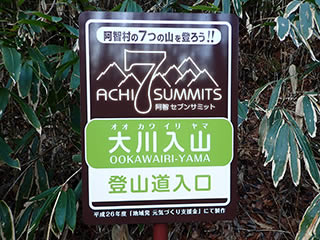 阿智村の7つの山を登ろう!!
7
ACHI SUMMITS
阿智 セブンサミット
オオカワイリ ヤマ
大川入山
OOKAWAIRI-YAMA
登山道入口
平成26年度「地域発 元気づくり支援金」にて製作